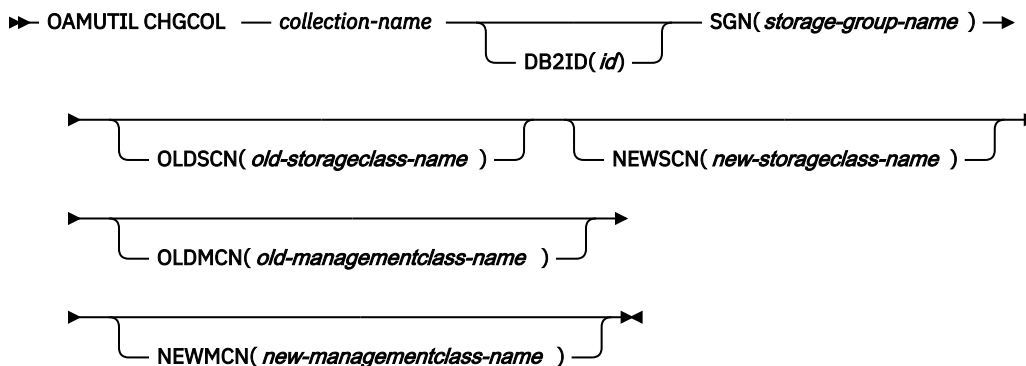 OAMUTIL CHGCOL collection-name SGN( storage-group-name )
DB2ID( id)
OLDSCN( old-storageclass-name ) NEWSCN( new-storageclass-name )
OLDMCN( old-managementclass-name )
NEWMCN( new-managementclass-name )